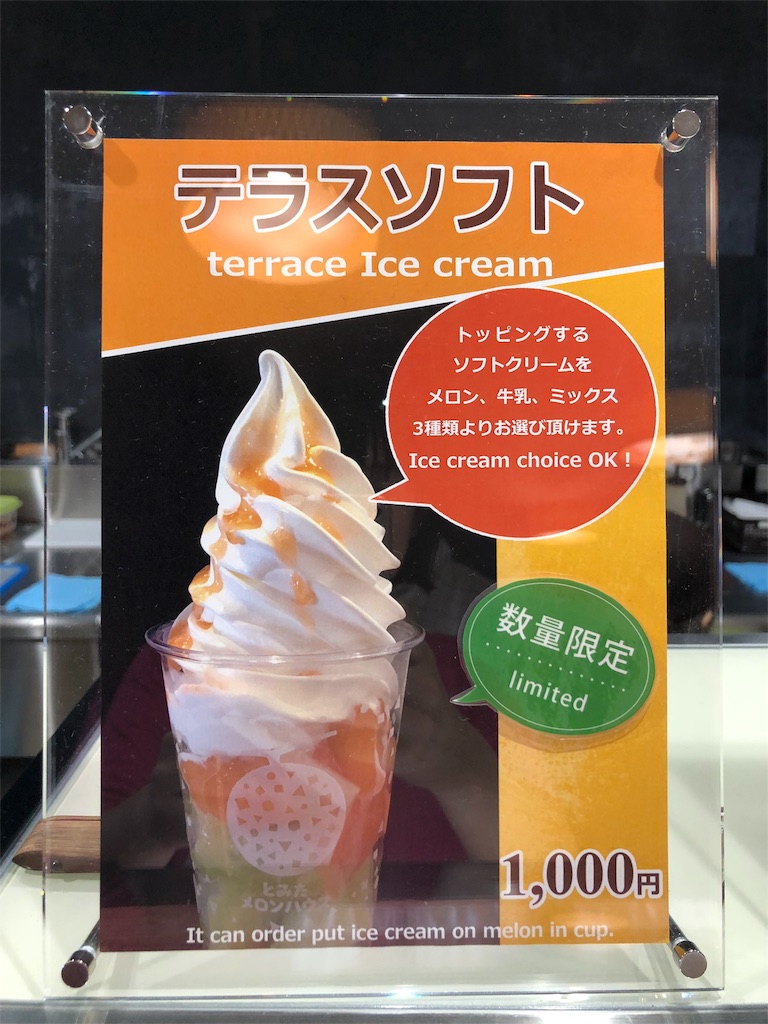 テラスソフト
terrace Ice cream
トッピングする
ソフトクリームを
メロン、牛乳、ミックス
3種類よりお選び頂けます。
Ice cream choice OK！
数量限定
limited
とみた
メロンハウス
1,000円
It can order put ice cream on melon in cup.